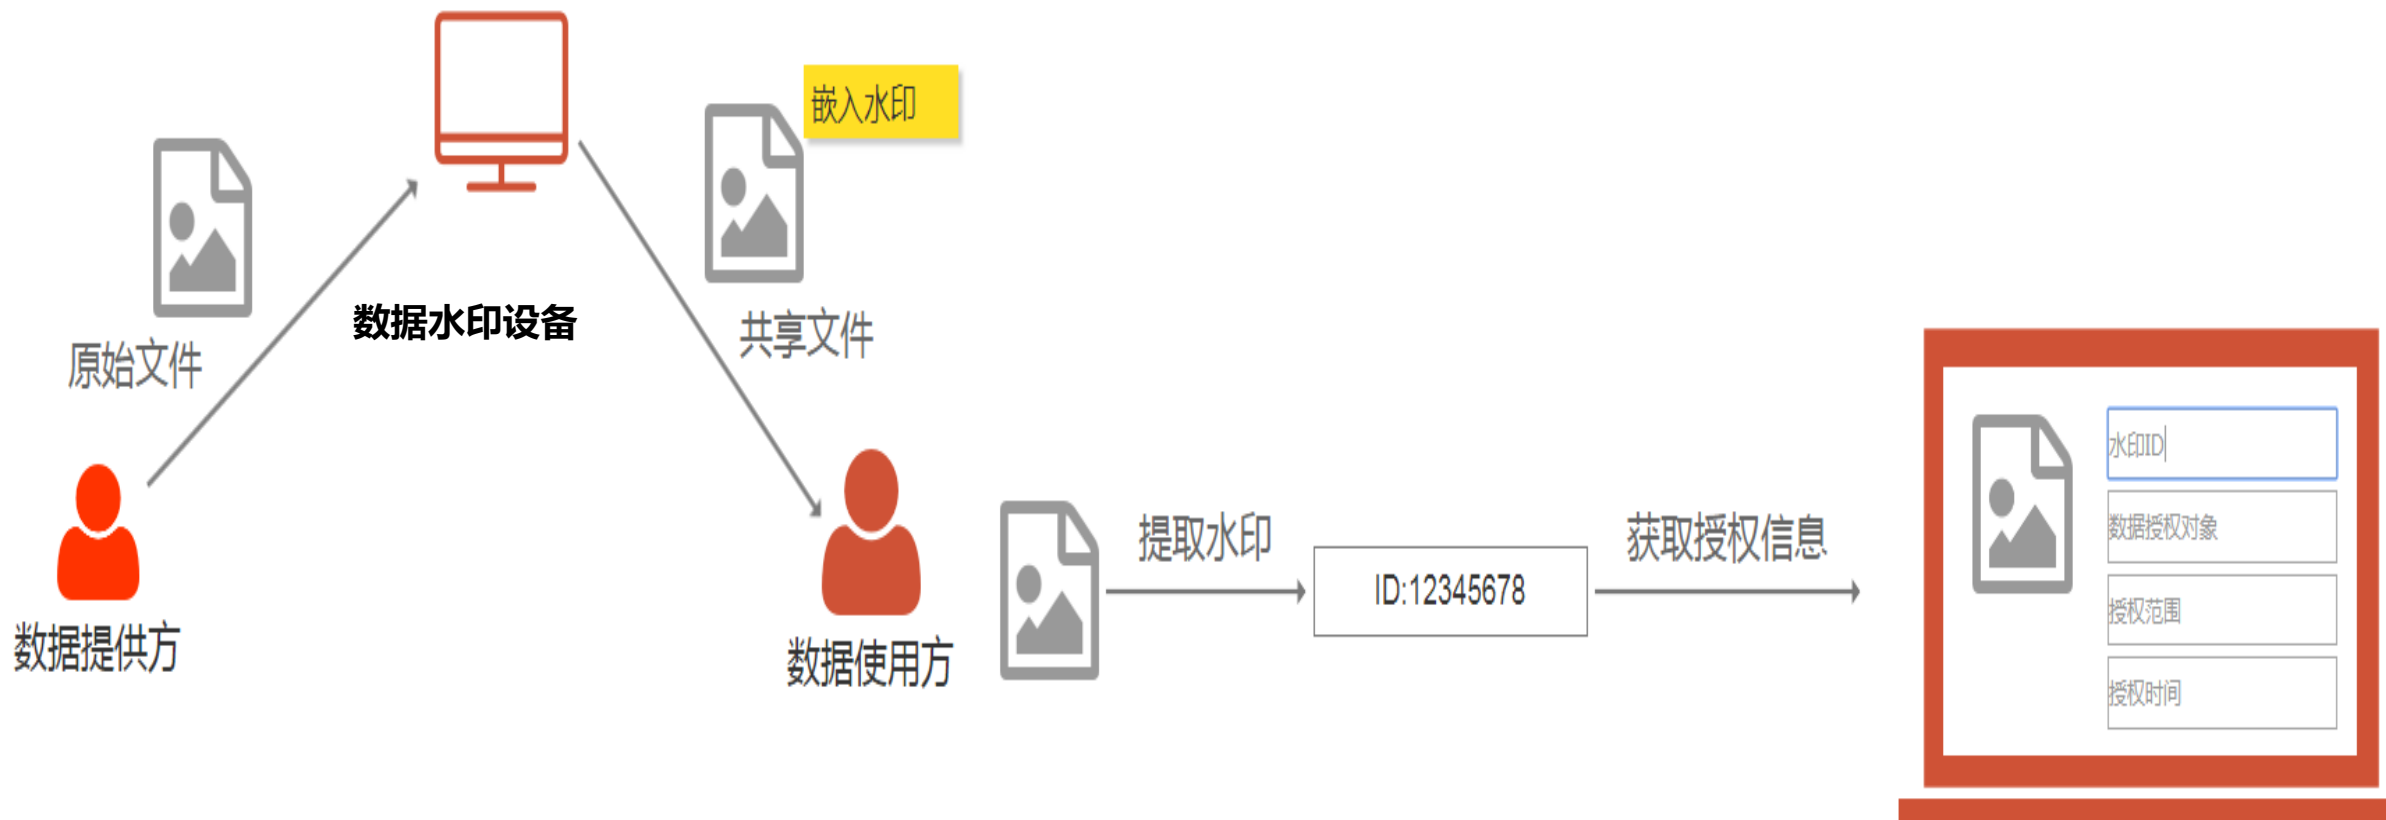 嵌入水印
数据水印设备
原始文件
共享文件
数据提供方
数据使用方
提取水印
ID:12345678
获取授权信息
水印ID
数据授权对象
授权范围
授权时间